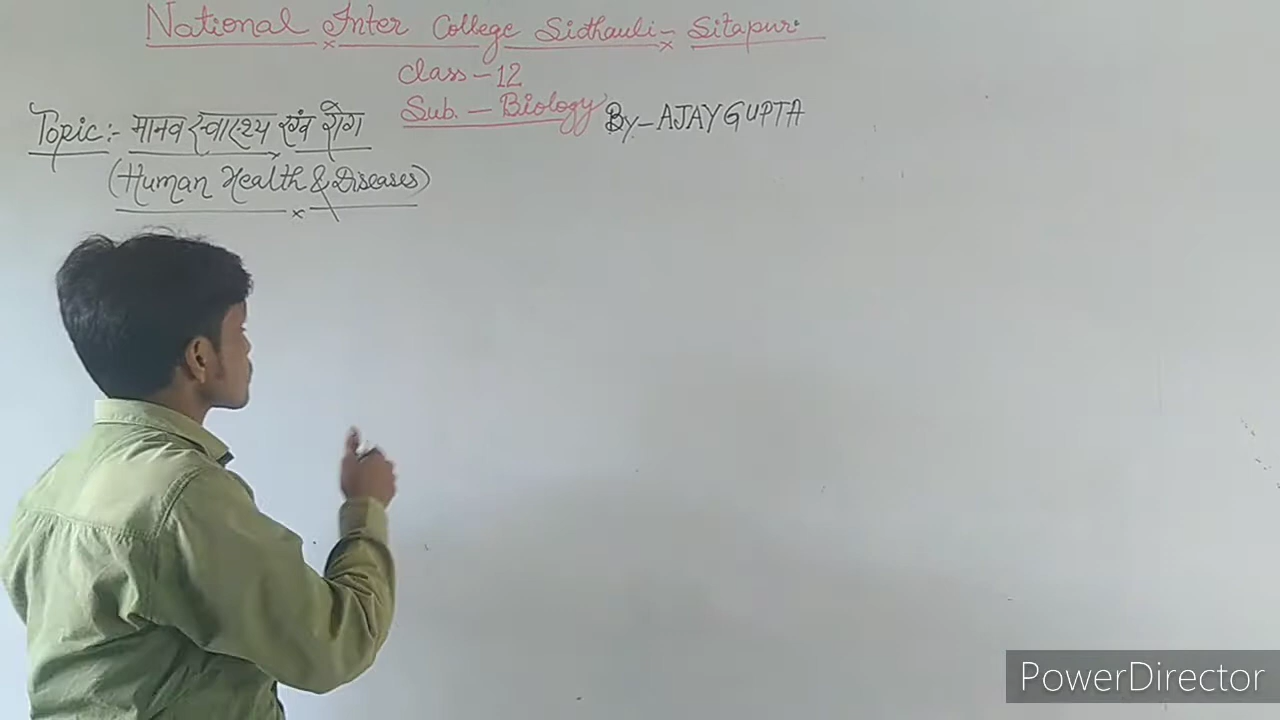 National Inter College Sidhauli - Sitapur
Class - 12
Sub. - Biology By - AJAY GUPTA
Topic :- मानव स्वास्थ्य एवं रोग
(Human Health & Diseases)
PowerDirector